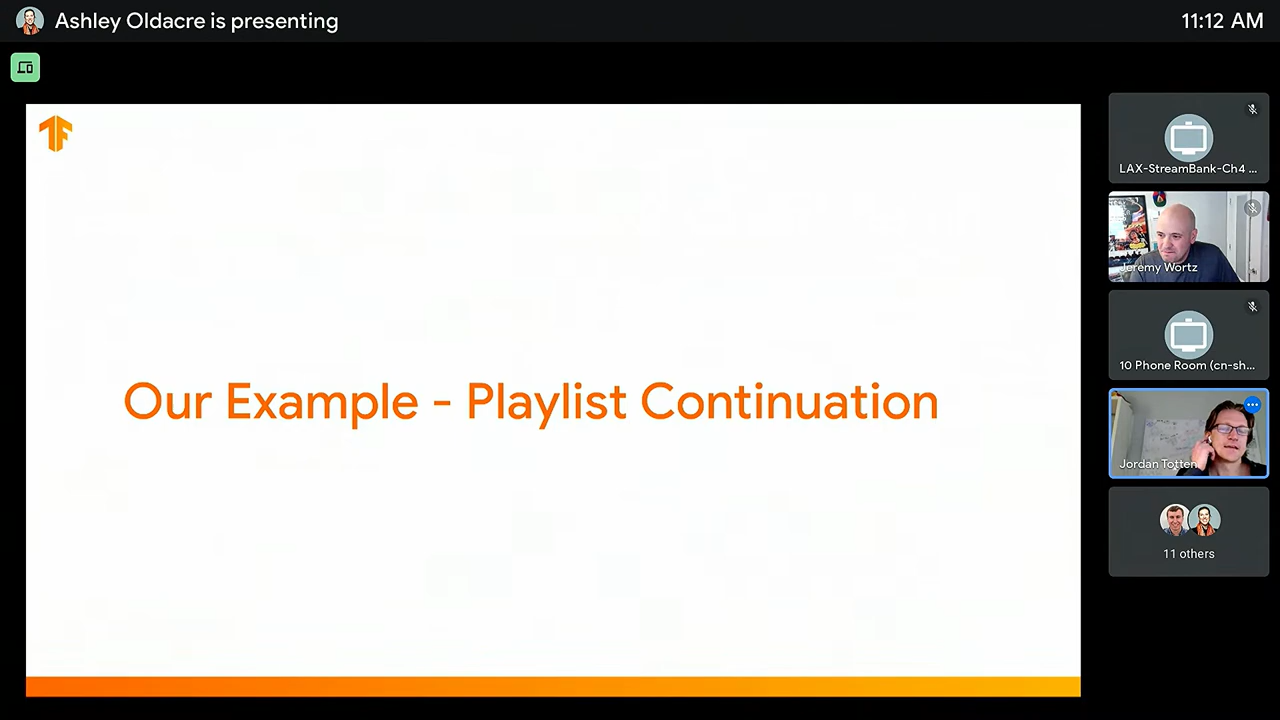 Ashley Oldacre is presenting
11:12 AM
Our Example - Playlist Continuation
LAX-StreamBank-Ch4 ...
Jeremy Wortz
10 Phone Room (cn-sh...
Jordan Totten
11 others